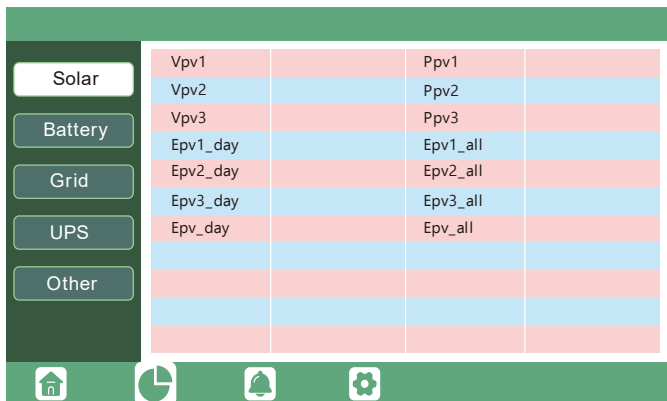 Solar
Battery
Grid
UPS
Other
Vpv1 Ppv1
Vpv2 Ppv2
Vpv3 Ppv3
Epv1_day Epv1_all
Epv2_day Epv2_all
Epv3_day Epv3_all
Epv_day Epv_all